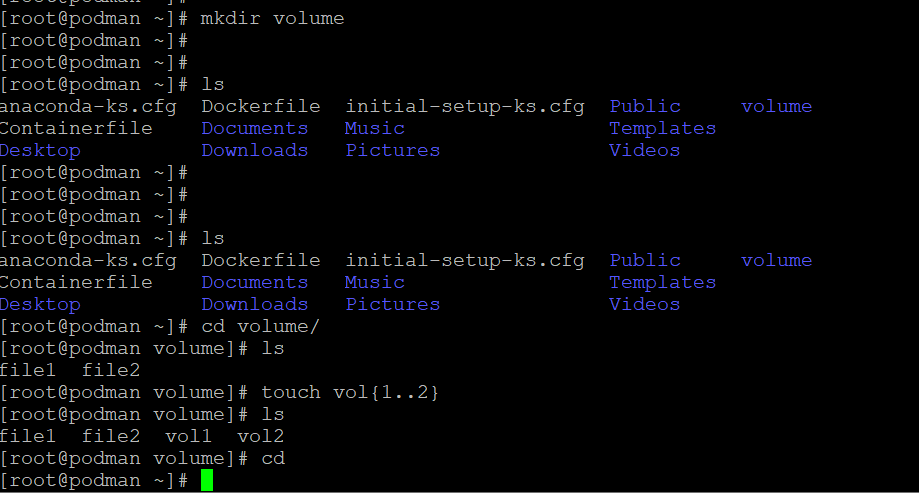 [root@podman ~]# mkdir volume
[root@podman ~]#
[root@podman ~]#
[root@podman ~]# ls
anaconda-ks.cfg  Dockerfile  initial-setup-ks.cfg  Public     volume
Containerfile    Documents   Music                 Templates
Desktop          Downloads   Pictures              Videos
[root@podman ~]#
[root@podman ~]#
[root@podman ~]#
[root@podman ~]# ls
anaconda-ks.cfg  Dockerfile  initial-setup-ks.cfg  Public     volume
Containerfile    Documents   Music                 Templates
Desktop          Downloads   Pictures              Videos
[root@podman ~]# cd volume/
[root@podman volume]# ls
file1  file2
[root@podman volume]# touch vol{1..2}
[root@podman volume]# ls
file1  file2  vol1  vol2
[root@podman volume]# cd
[root@podman ~]#